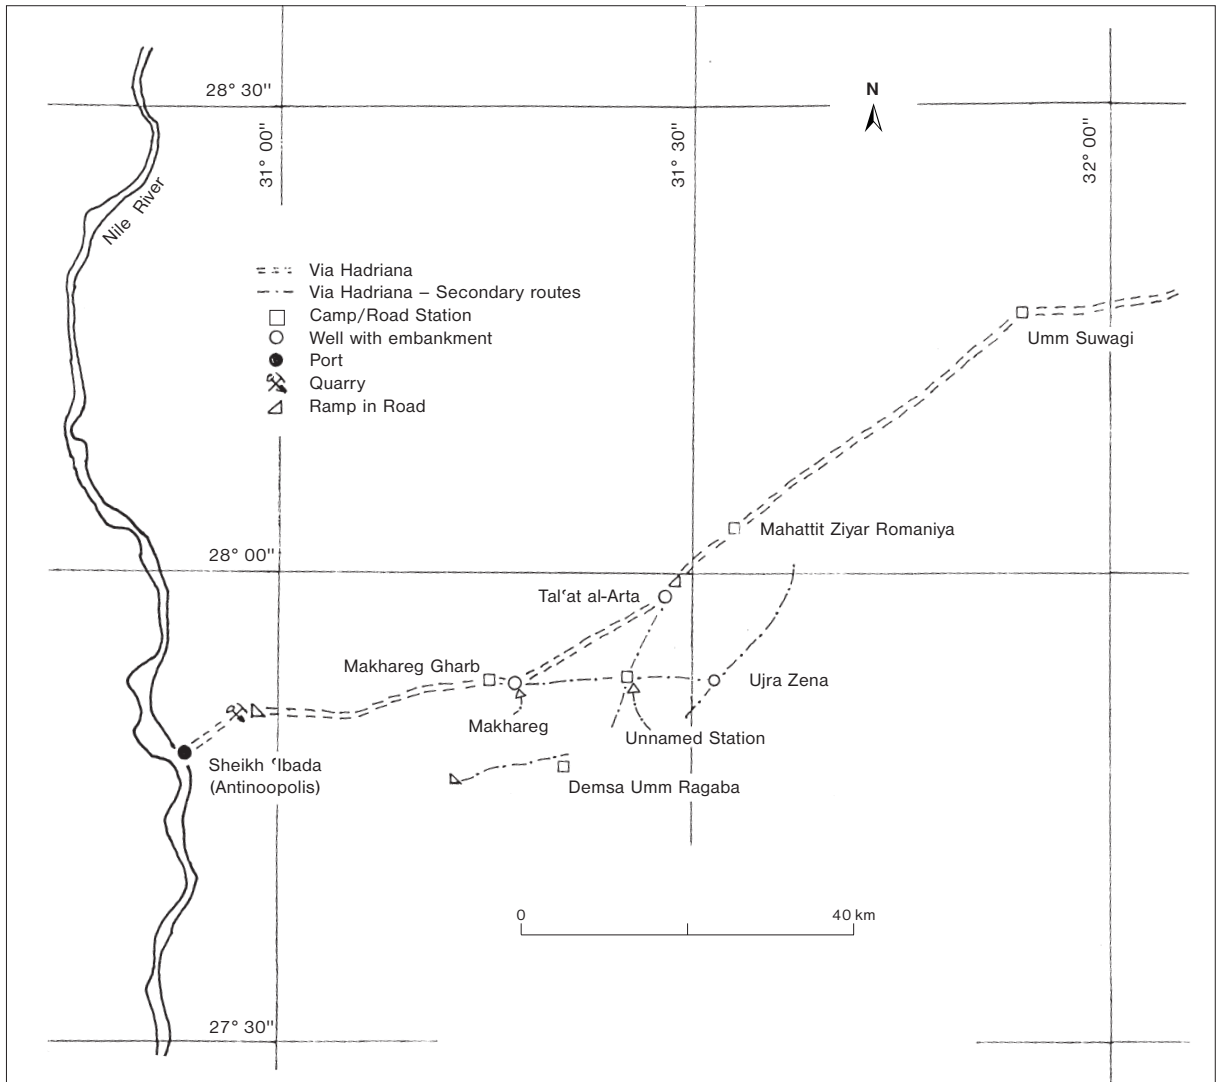 28° 30"
N
31° 00"
31° 30"
32° 00"
Nile River
Via Hadriana
Via Hadriana – Secondary routes
Camp/Road Station
Well with embankment
Port
Quarry
Ramp in Road
Umm Suwagi
Mahattit Ziyar Romaniya
28° 00"
Talʿat al-Arta
Makhareg Gharb
Ujra Zena
Makhareg
Unnamed Station
Sheikh ʿIbada
(Antinoopolis)
Demsa Umm Ragaba
0 40 km
27° 30"